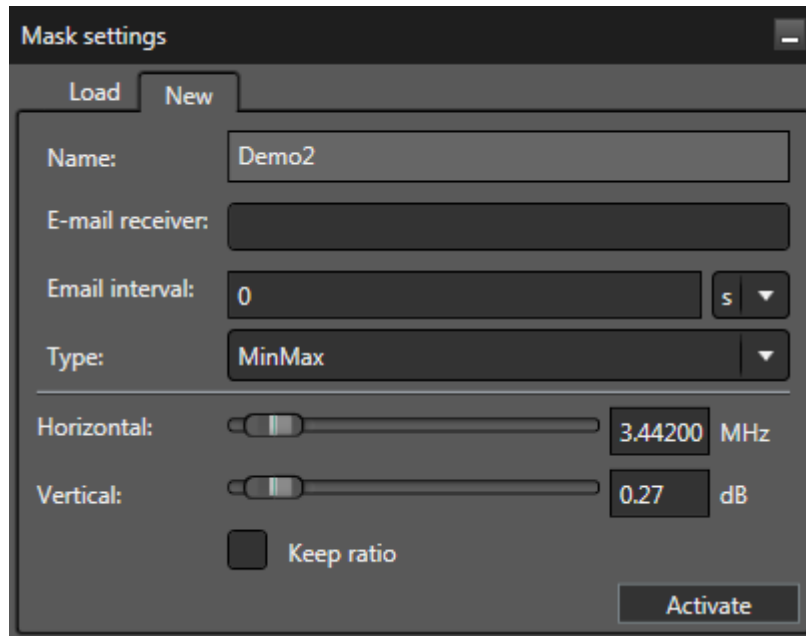 Mask settings
Load New
Name: Demo2
E-mail receiver:
Email interval: 0 s
Type: MinMax
Horizontal: 3.44200 MHz
Vertical: 0.27 dB
Keep ratio
Activate